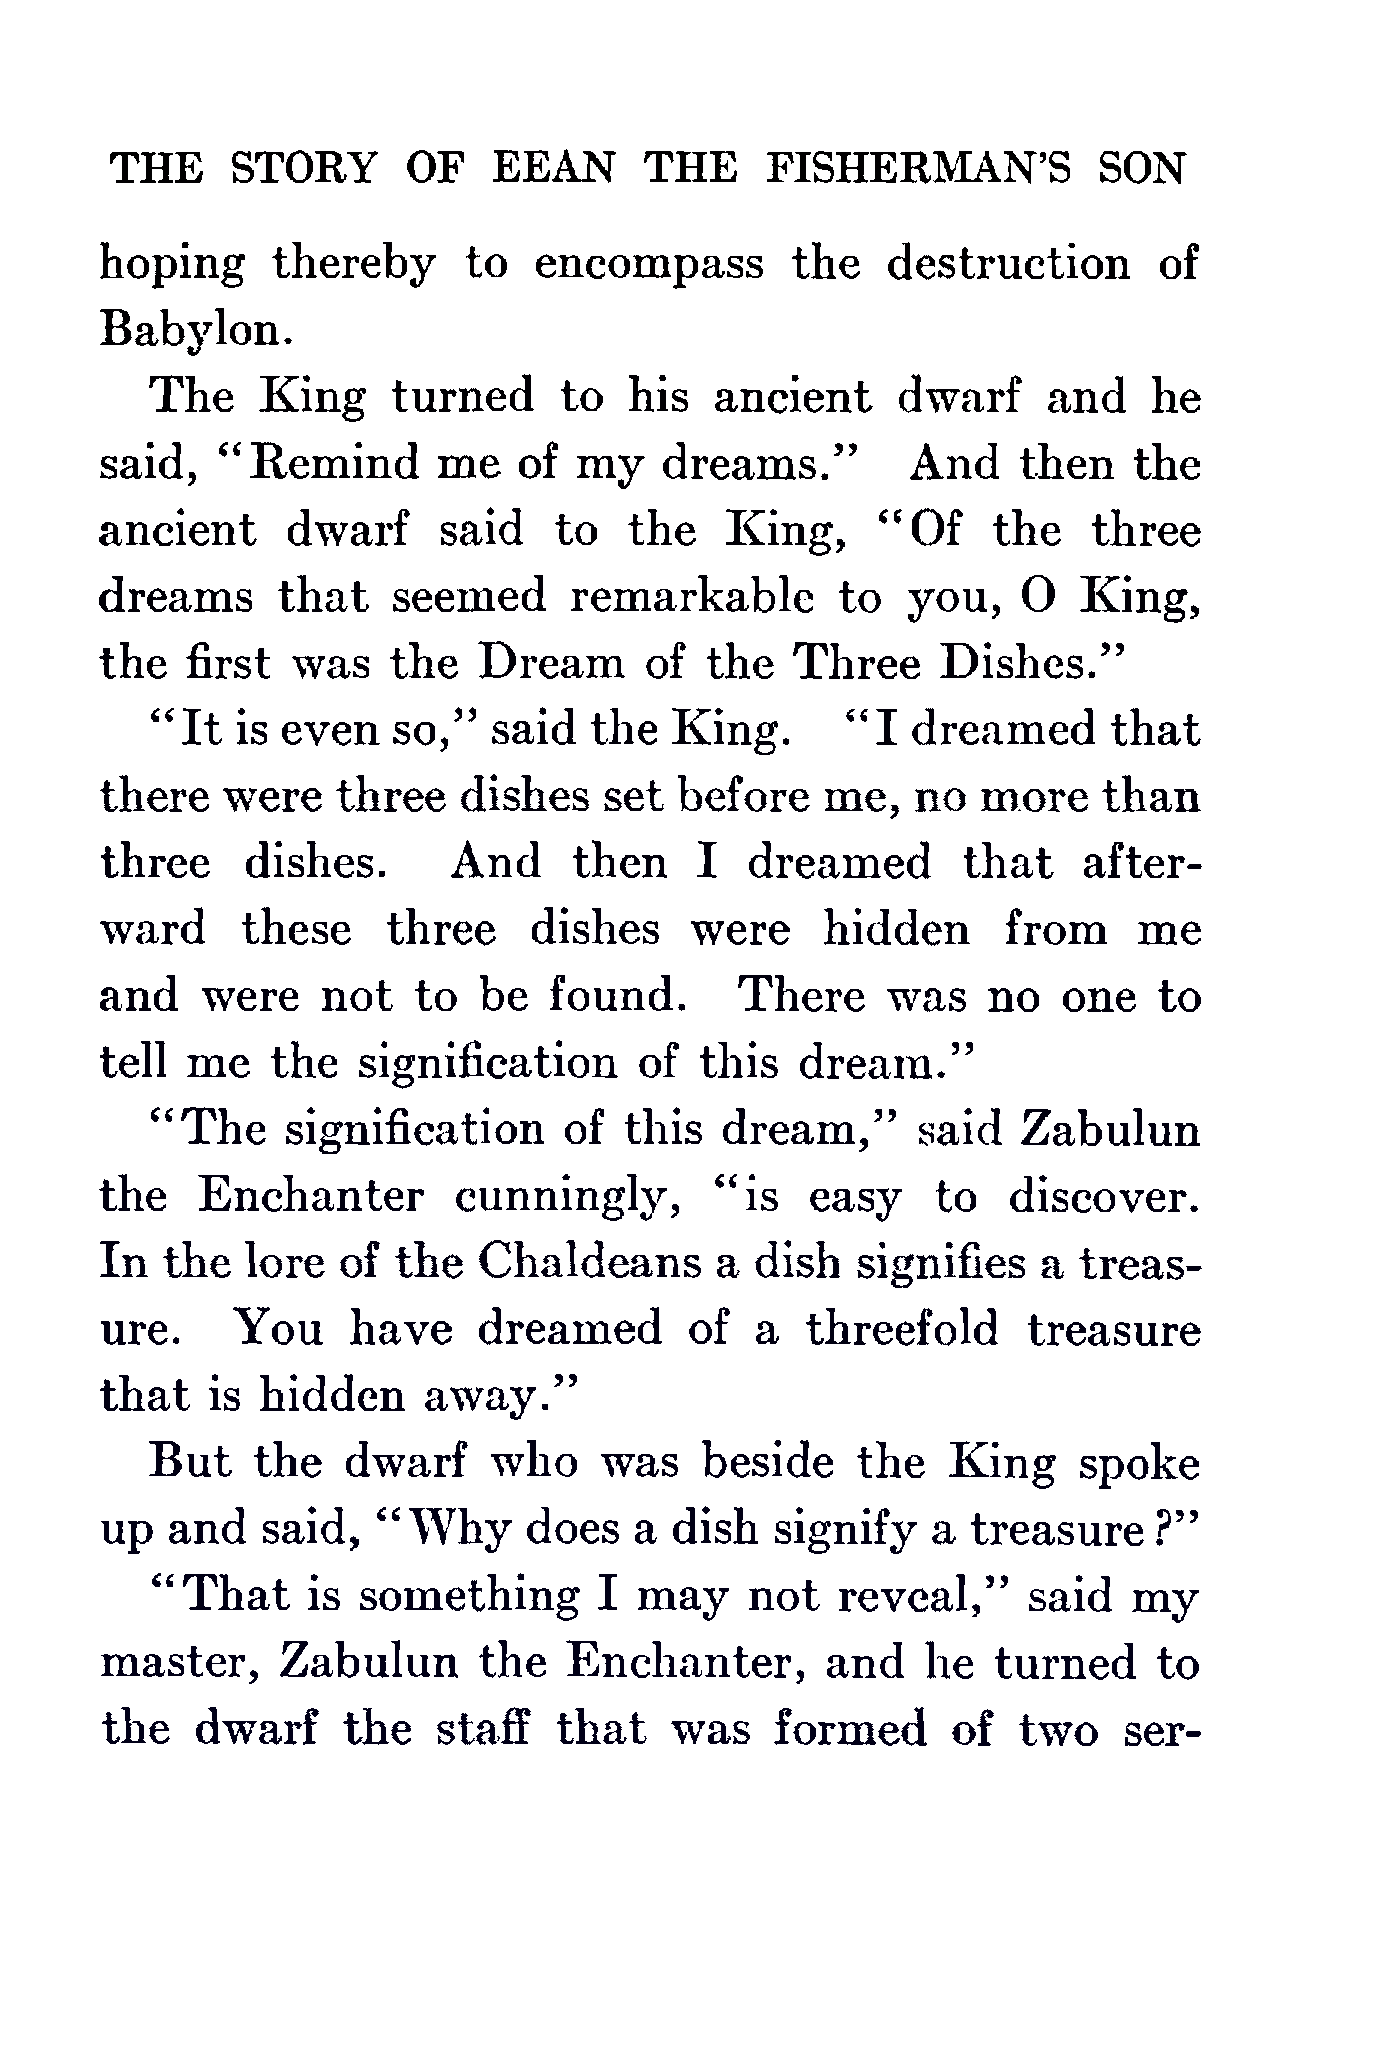 THE STORY OF EEAN THE FISHERMAN'S SON
hoping thereby to encompass the destruction of
Babylon.
The King turned to his ancient dwarf and he
said, “Remind me of my dreams.” And then the
ancient dwarf said to the King, “Of the three
dreams that seemed remarkable to you, O King,
the first was the Dream of the Three Dishes.”
“It is even so,” said the King. “I dreamed that
there were three dishes set before me, no more than
three dishes. And then I dreamed that after-
ward these three dishes were hidden from me
and were not to be found. There was no one to
tell me the signification of this dream.”
“The signification of this dream,” said Zabulun
the Enchanter cunningly, “is easy to discover.
In the lore of the Chaldeans a dish signifies a treas-
ure. You have dreamed of a threefold treasure
that is hidden away.”
But the dwarf who was beside the King spoke
up and said, “Why does a dish signify a treasure?”
“That is something I may not reveal,” said my
master, Zabulun the Enchanter, and he turned to
the dwarf the staff that was formed of two ser-